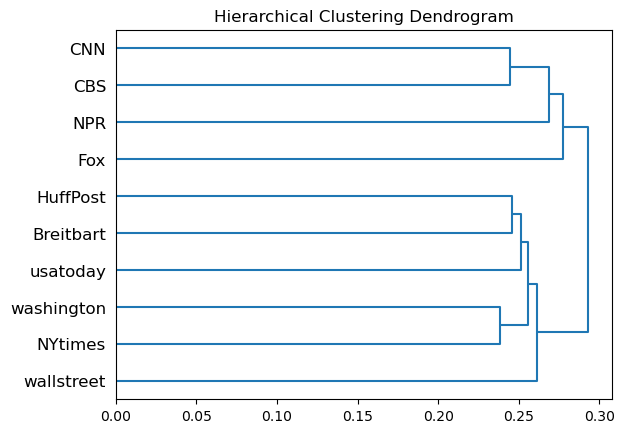 Hierarchical Clustering Dendrogram
CNN
CBS
NPR
Fox
HuffPost
Breitbart
usatoday
washington
NYtimes
wallstreet
0.00 0.05 0.10 0.15 0.20 0.25 0.30